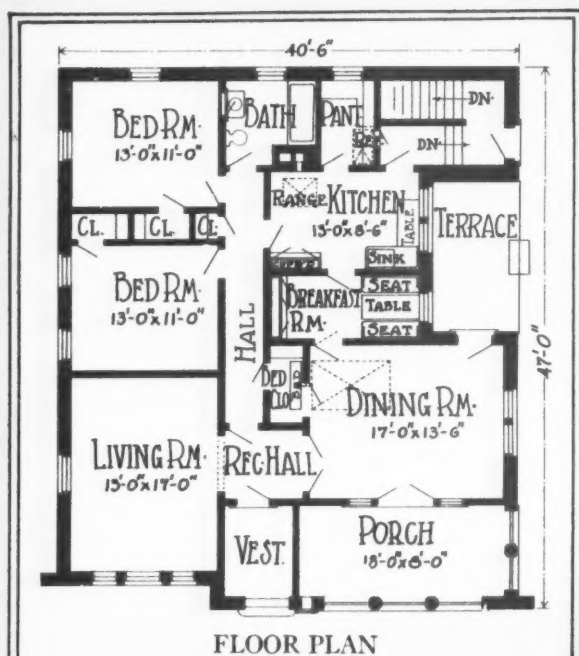 40'-6"
BED RM.
13'-0"x11'-0"
BATH
PANT.
REF.
DN.
DN.
CL.
CL.
CL.
RANGE
KITCHEN
13'-0"x8'-6"
TABLE
SINK
TERRACE
BED RM.
13'-0"x11'-0"
HALL
BREAKFAST
RM.
SEAT
TABLE
SEAT
47'-0"
BED
CLO.
DINING RM.
17'-0"x13'-6"
LIVING RM.
13'-0"x17'-0"
REC. HALL
VEST.
PORCH
18'-0"x8'-0"
FLOOR PLAN